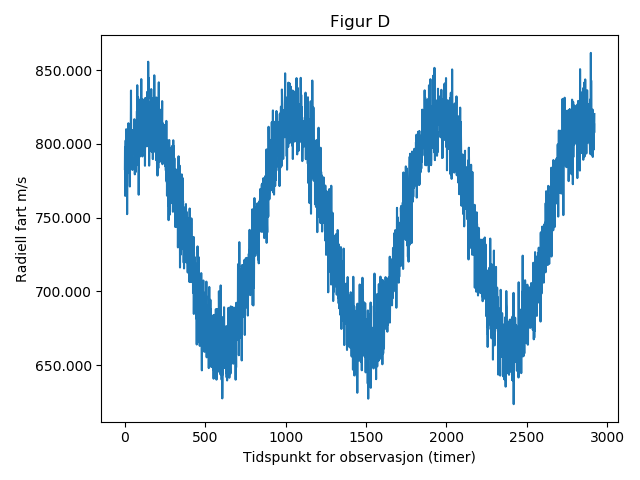 Figur D
850.000
800.000
750.000
700.000
650.000
Radiell fart m/s
0 500 1000 1500 2000 2500 3000
Tidspunkt for observasjon (timer)